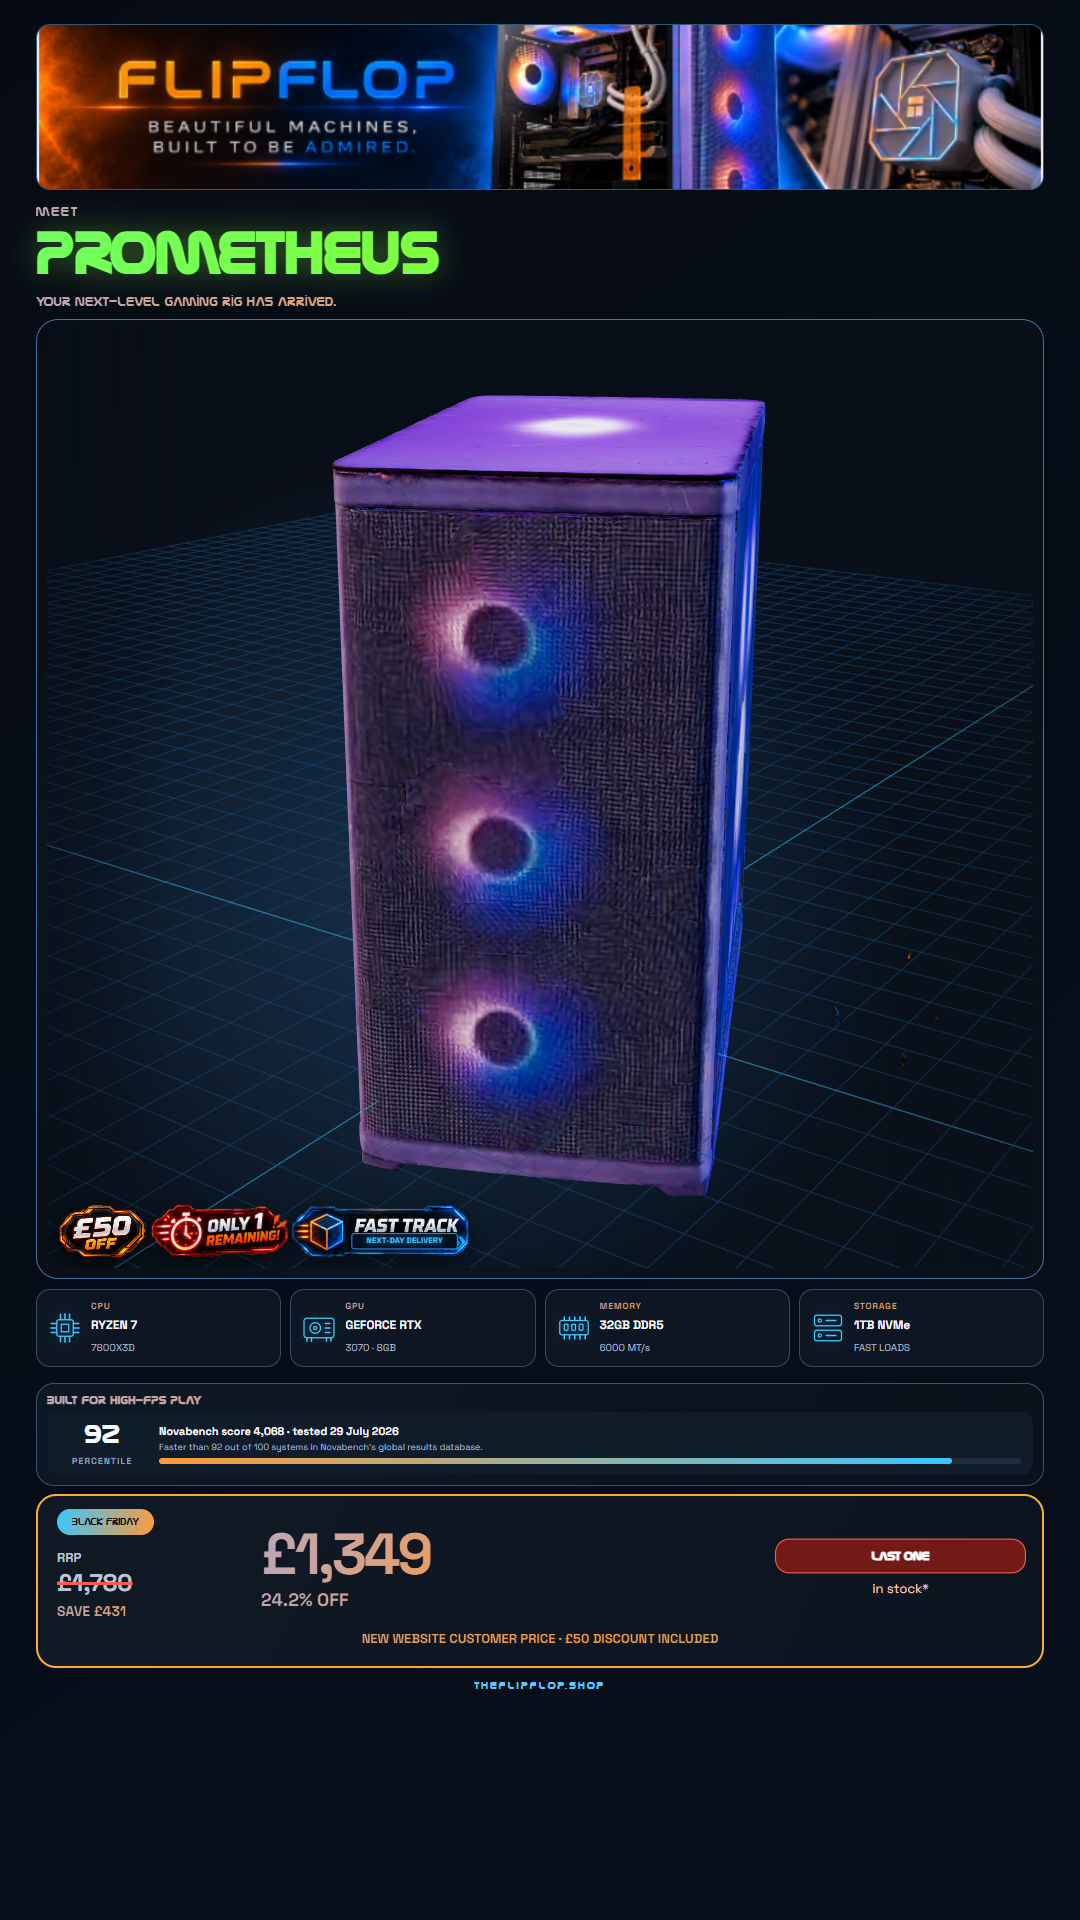 FLIPFLOP
BEAUTIFUL MACHINES,
BUILT TO BE ADMIRED.
MEET
PROMETHEUS
YOUR NEXT-LEVEL GAMING RIG HAS ARRIVED.
£50 OFF
ONLY 1 REMAINING!
FAST TRACK
NEXT-DAY DELIVERY
CPU
RYZEN 7
7800X3D
GPU
GEFORCE RTX
3070 · 8GB
MEMORY
32GB DDR5
6000 MT/s
STORAGE
1TB NVMe
FAST LOADS
BUILT FOR HIGH-FPS PLAY
92
PERCENTILE
Novabench score 4,068 · tested 29 July 2026
Faster than 92 out of 100 systems in Novabench's global results database.
BLACK FRIDAY
RRP
£1,780
SAVE £431
£1,349
24.2% OFF
LAST ONE
in stock*
NEW WEBSITE CUSTOMER PRICE · £50 DISCOUNT INCLUDED
THEFLIPFLOP.SHOP